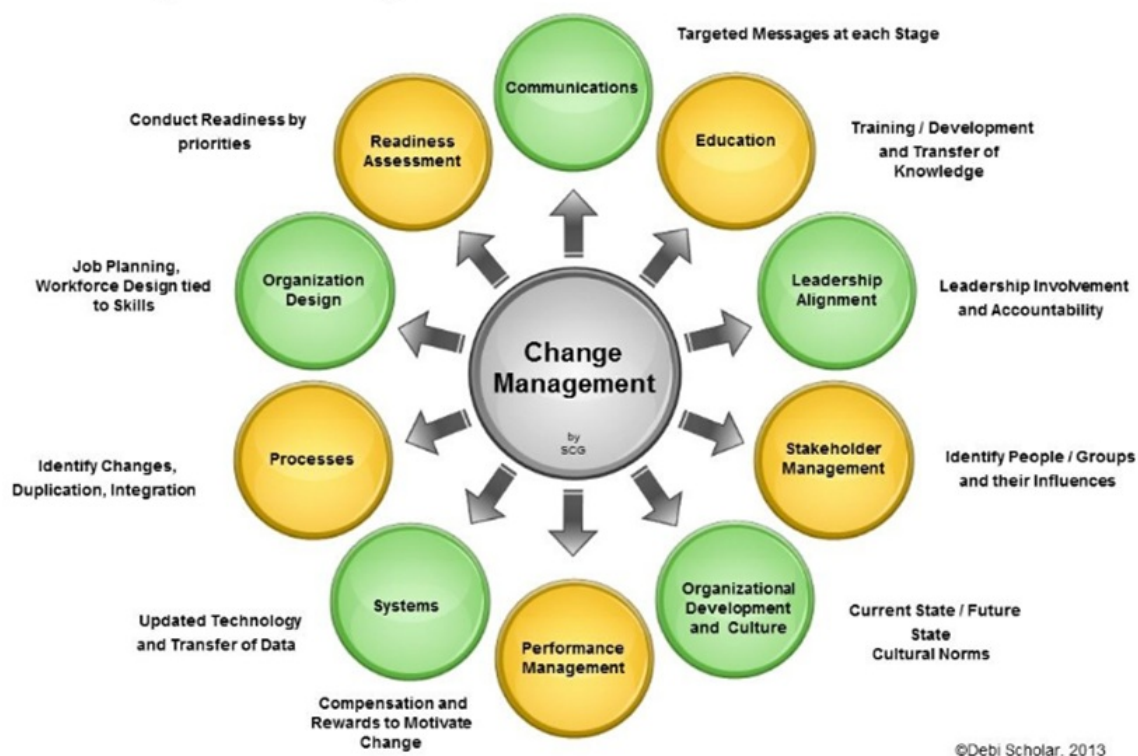 Targeted Messages at each Stage
Communications
Conduct Readiness by
priorities
Readiness
Assessment
Education
Training / Development
and Transfer of
Knowledge
Job Planning,
Workforce Design tied
to Skills
Organization
Design
Leadership
Alignment
Leadership Involvement
and Accountability
Change
Management
by
SCG
Identify Changes,
Duplication, Integration
Processes
Stakeholder
Management
Identify People / Groups
and their Influences
Updated Technology
and Transfer of Data
Systems
Organizational
Development
and Culture
Current State / Future
State
Cultural Norms
Performance
Management
Compensation and
Rewards to Motivate
Change
©Debi Scholar, 2013